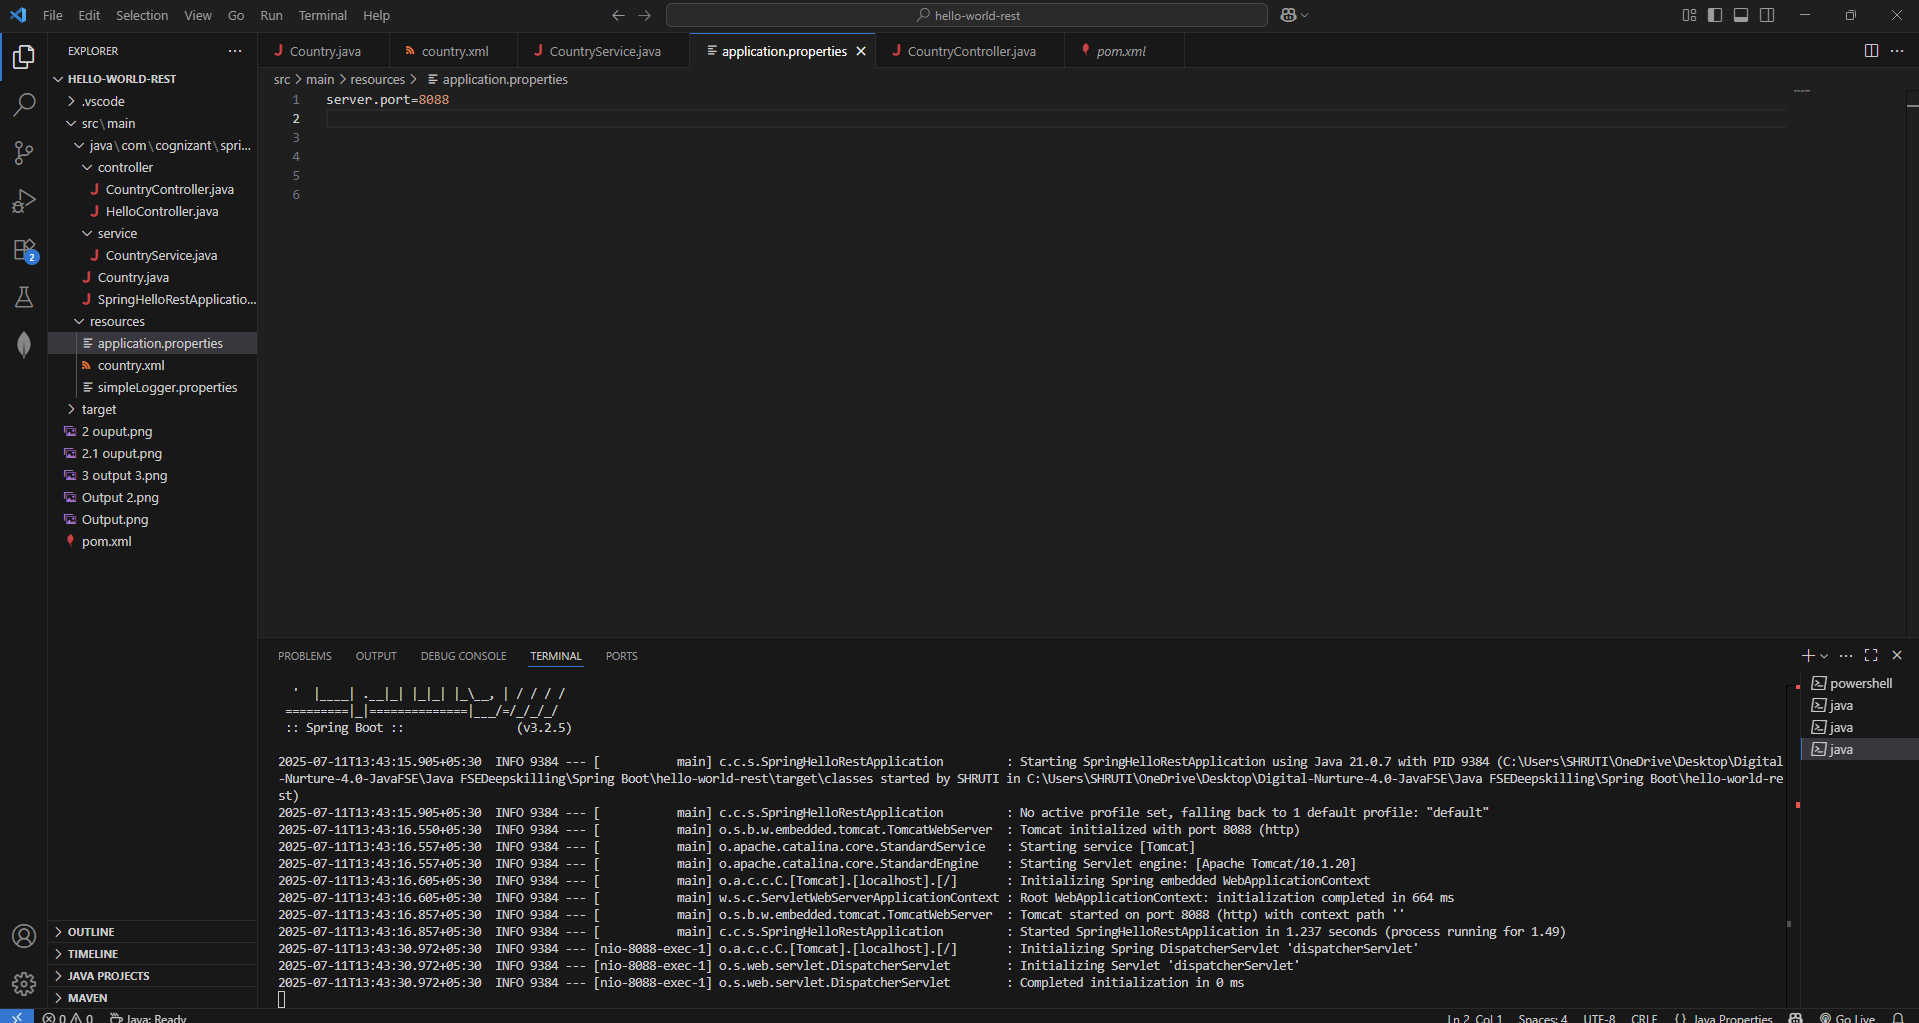 File Edit Selection View Go Run Terminal Help
hello-world-rest
EXPLORER
HELLO-WORLD-REST
.vscode
src\main
java\com\cognizant\spri...
controller
CountryController.java
HelloController.java
service
CountryService.java
Country.java
SpringHelloRestApplicatio...
resources
application.properties
country.xml
simpleLogger.properties
target
2 ouput.png
2.1 ouput.png
3 output 3.png
Output 2.png
Output.png
pom.xml
OUTLINE
TIMELINE
JAVA PROJECTS
MAVEN
2
Country.java country.xml CountryService.java application.properties CountryController.java pom.xml
src > main > resources > application.properties
1 server.port=8088
2
3
4
5
6
PROBLEMS OUTPUT DEBUG CONSOLE TERMINAL PORTS
powershell
java
java
java
  '  |____| .__|_| |_|_| |_\__, | / / / /
 =========|_|==============|___/=/_/_/_/
 :: Spring Boot ::                (v3.2.5)
2025-07-11T13:43:15.905+05:30  INFO 9384 --- [           main] c.c.s.SpringHelloRestApplication         : Starting SpringHelloRestApplication using Java 21.0.7 with PID 9384 (C:\Users\SHRUTI\OneDrive\Desktop\Digital
-Nurture-4.0-JavaFSE\Java FSEDeepskilling\Spring Boot\hello-world-rest\target\classes started by SHRUTI in C:\Users\SHRUTI\OneDrive\Desktop\Digital-Nurture-4.0-JavaFSE\Java FSEDeepskilling\Spring Boot\hello-world-re
st)
2025-07-11T13:43:15.905+05:30  INFO 9384 --- [           main] c.c.s.SpringHelloRestApplication         : No active profile set, falling back to 1 default profile: "default"
2025-07-11T13:43:16.550+05:30  INFO 9384 --- [           main] o.s.b.w.embedded.tomcat.TomcatWebServer  : Tomcat initialized with port 8088 (http)
2025-07-11T13:43:16.557+05:30  INFO 9384 --- [           main] o.apache.catalina.core.StandardService   : Starting service [Tomcat]
2025-07-11T13:43:16.557+05:30  INFO 9384 --- [           main] o.apache.catalina.core.StandardEngine    : Starting Servlet engine: [Apache Tomcat/10.1.20]
2025-07-11T13:43:16.605+05:30  INFO 9384 --- [           main] o.a.c.c.C.[Tomcat].[localhost].[/]       : Initializing Spring embedded WebApplicationContext
2025-07-11T13:43:16.605+05:30  INFO 9384 --- [           main] w.s.c.ServletWebServerApplicationContext : Root WebApplicationContext: initialization completed in 664 ms
2025-07-11T13:43:16.857+05:30  INFO 9384 --- [           main] o.s.b.w.embedded.tomcat.TomcatWebServer  : Tomcat started on port 8088 (http) with context path ''
2025-07-11T13:43:16.857+05:30  INFO 9384 --- [           main] c.c.s.SpringHelloRestApplication         : Started SpringHelloRestApplication in 1.237 seconds (process running for 1.49)
2025-07-11T13:43:30.972+05:30  INFO 9384 --- [nio-8088-exec-1] o.a.c.c.C.[Tomcat].[localhost].[/]       : Initializing Spring DispatcherServlet 'dispatcherServlet'
2025-07-11T13:43:30.972+05:30  INFO 9384 --- [nio-8088-exec-1] o.s.web.servlet.DispatcherServlet        : Initializing Servlet 'dispatcherServlet'
2025-07-11T13:43:30.972+05:30  INFO 9384 --- [nio-8088-exec-1] o.s.web.servlet.DispatcherServlet        : Completed initialization in 0 ms
0 0 Java: Ready Ln 2, Col 1 Spaces: 4 UTF-8 CRLF {} Java Properties Go Live